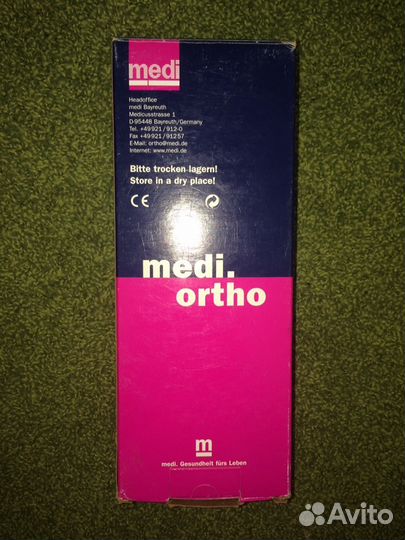 medi
Headoffice
medi Bayreuth
Medicusstrasse 1
D-95448 Bayreuth/Germany
Tel. +49921/912-0
Fax +49921/91257
E-Mail: ortho@medi.de
Internet: www.medi.de
Bitte trocken lagern!
Store in a dry place!
CE
medi.
ortho
m
medi. Gesundheit fürs Leben
Avito